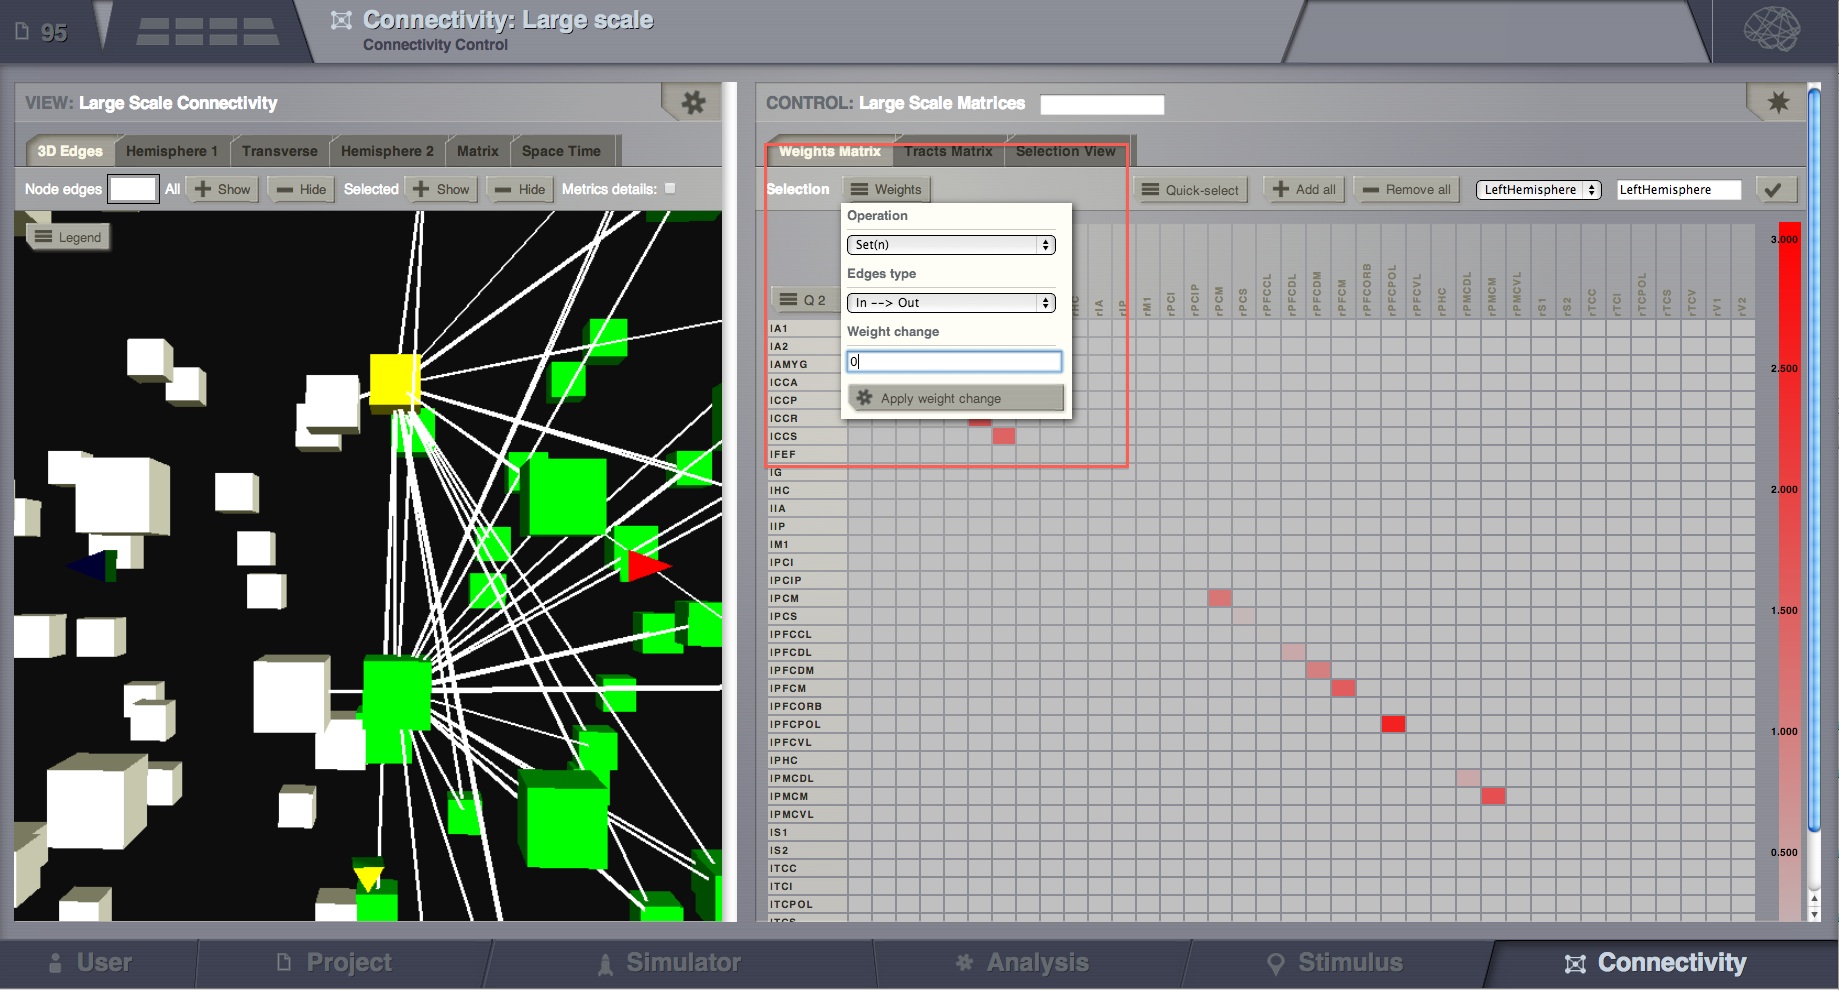 95
Connectivity: Large scale
Connectivity Control
VIEW: Large Scale Connectivity
3D Edges Hemisphere 1 Transverse Hemisphere 2 Matrix Space Time
Node edges All Show Hide Selected Show Hide Metrics details:
Legend
CONTROL: Large Scale Matrices
Weights Matrix Tracts Matrix Selection View
Selection Weights Quick-select Add all Remove all LeftHemisphere LeftHemisphere
Operation
Set(n)
Edges type
In --> Out
Weight change
0
Apply weight change
Q 2
rIA
rIP
rM1
rPCI
rPCIP
rPCM
rPCS
rPFCCL
rPFCDL
rPFCDM
rPFCM
rPFCORB
rPFCPOL
rPFCVL
rPHC
rPMCDL
rPMCM
rPMCVL
rS1
rS2
rTCC
rTCI
rTCPOL
rTCS
rTCV
rV1
rV2
lA1
lA2
lAMYG
lCCA
lCCP
lCCR
lCCS
lFEF
lG
lHC
lIA
lIP
lM1
lPCI
lPCIP
lPCM
lPCS
lPFCCL
lPFCDL
lPFCDM
lPFCM
lPFCORB
lPFCPOL
lPFCVL
lPHC
lPMCDL
lPMCM
lPMCVL
lS1
lS2
lTCC
lTCI
lTCPOL
lTCS
3.000
2.500
2.000
1.500
1.000
0.500
User Project Simulator Analysis Stimulus Connectivity